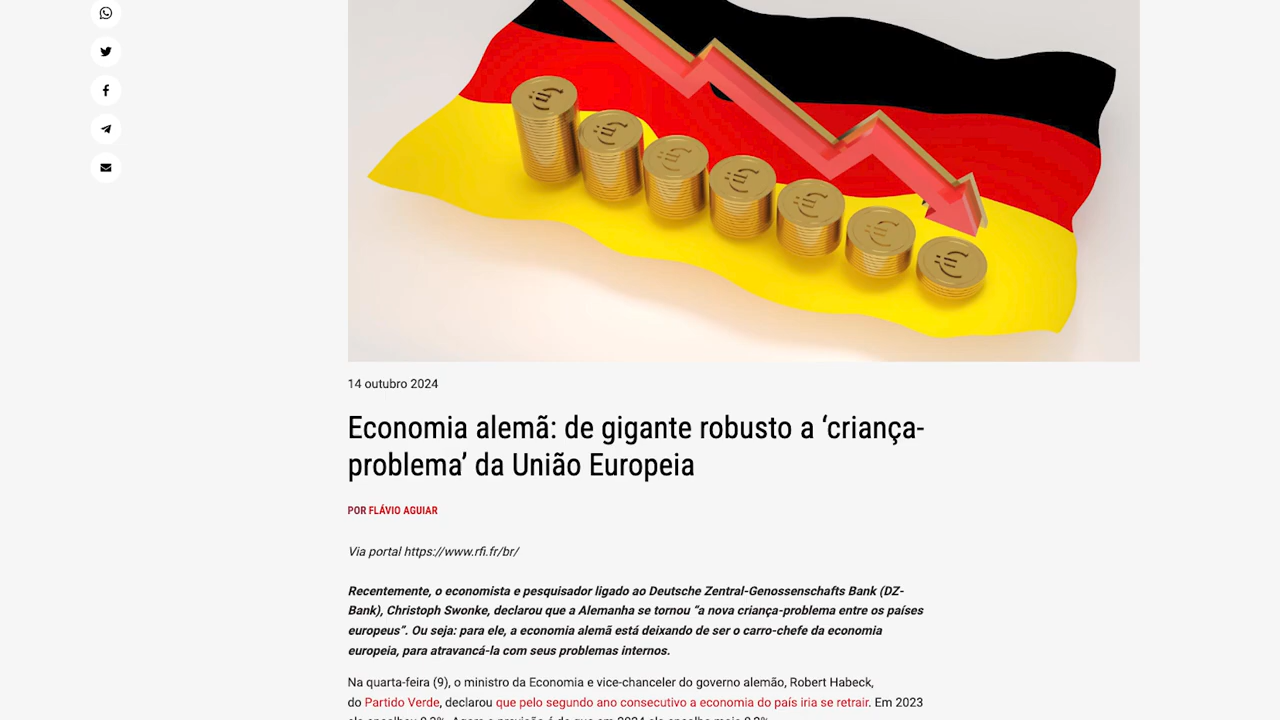 14 outubro 2024
Economia alemã: de gigante robusto a ‘criança-
problema’ da União Europeia
POR FLÁVIO AGUIAR
Via portal https://www.rfi.fr/br/
Recentemente, o economista e pesquisador ligado ao Deutsche Zentral-Genossenschafts Bank (DZ-
Bank), Christoph Swonke, declarou que a Alemanha se tornou “a nova criança-problema entre os países
europeus”. Ou seja: para ele, a economia alemã está deixando de ser o carro-chefe da economia
europeia, para atravancá-la com seus problemas internos.
Na quarta-feira (9), o ministro da Economia e vice-chanceler do governo alemão, Robert Habeck,
do Partido Verde, declarou que pelo segundo ano consecutivo a economia do país iria se retrair. Em 2023